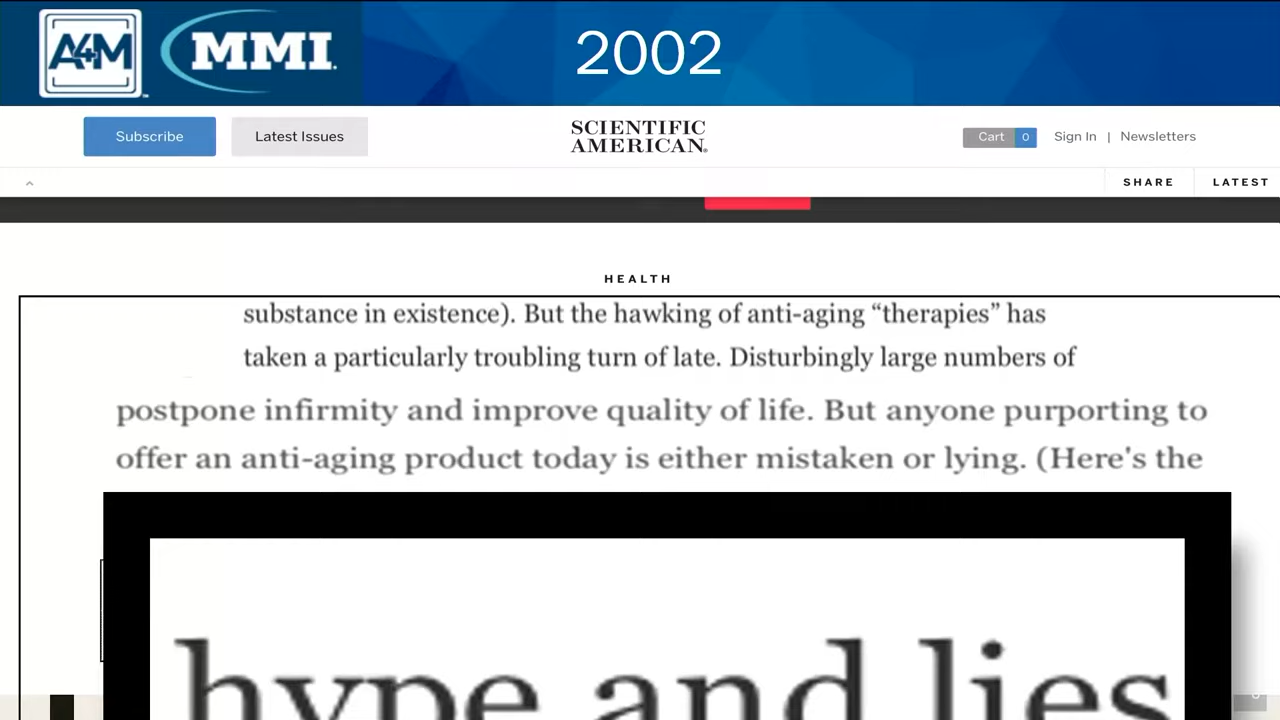 A4M
MMI.
2002
Subscribe
Latest Issues
SCIENTIFIC
AMERICAN®
Cart 0
Sign In | Newsletters
SHARE
LATEST
HEALTH
substance in existence). But the hawking of anti-aging “therapies” has
taken a particularly troubling turn of late. Disturbingly large numbers of
postpone infirmity and improve quality of life. But anyone purporting to
offer an anti-aging product today is either mistaken or lying. (Here's the
hype and lies